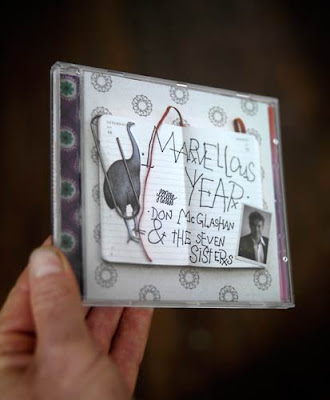 MARVELLOUS
YEAR
DON McGLASHAN
& THE SEVEN
SISTERS